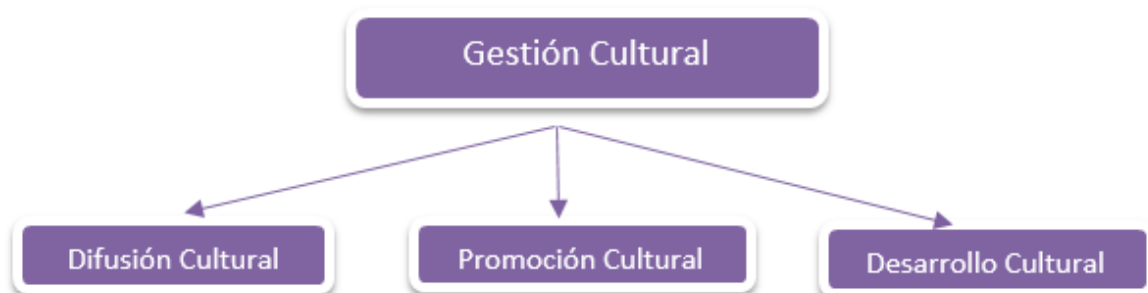 Gestión Cultural
Difusión Cultural
Promoción Cultural
Desarrollo Cultural